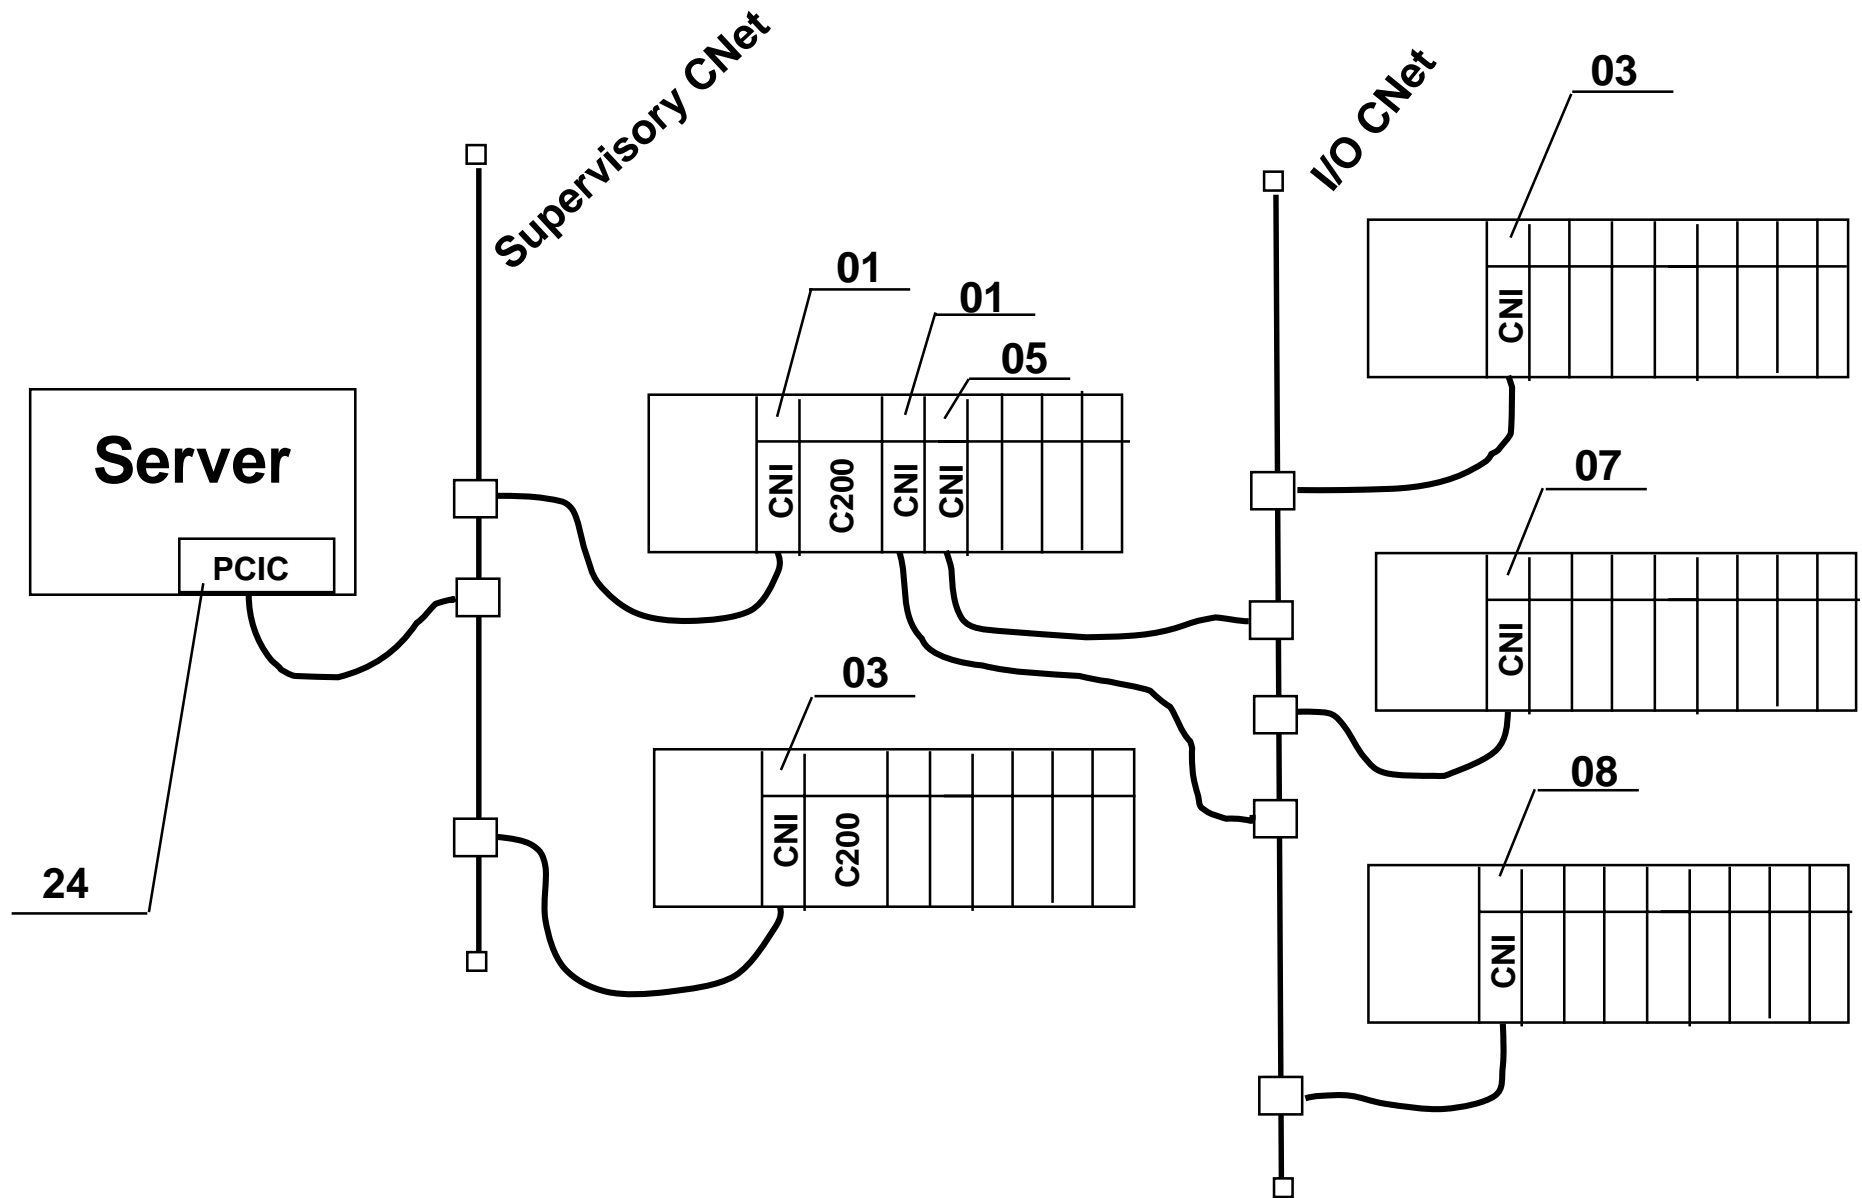 Supervisory CNet
I/O CNet
03
01
01
05
CNI
Server
CNI
C200
CNI
CNI
07
PCIC
CNI
03
08
CNI
C200
24
CNI